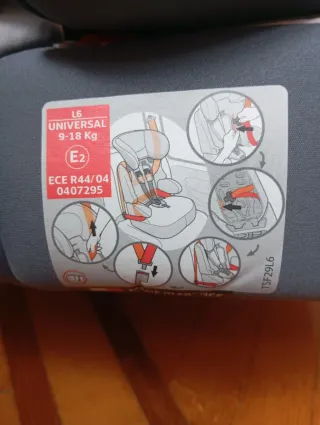 L6
UNIVERSAL
9-18 Kg
E2
ECE R44/04
0407295
TSF29L6